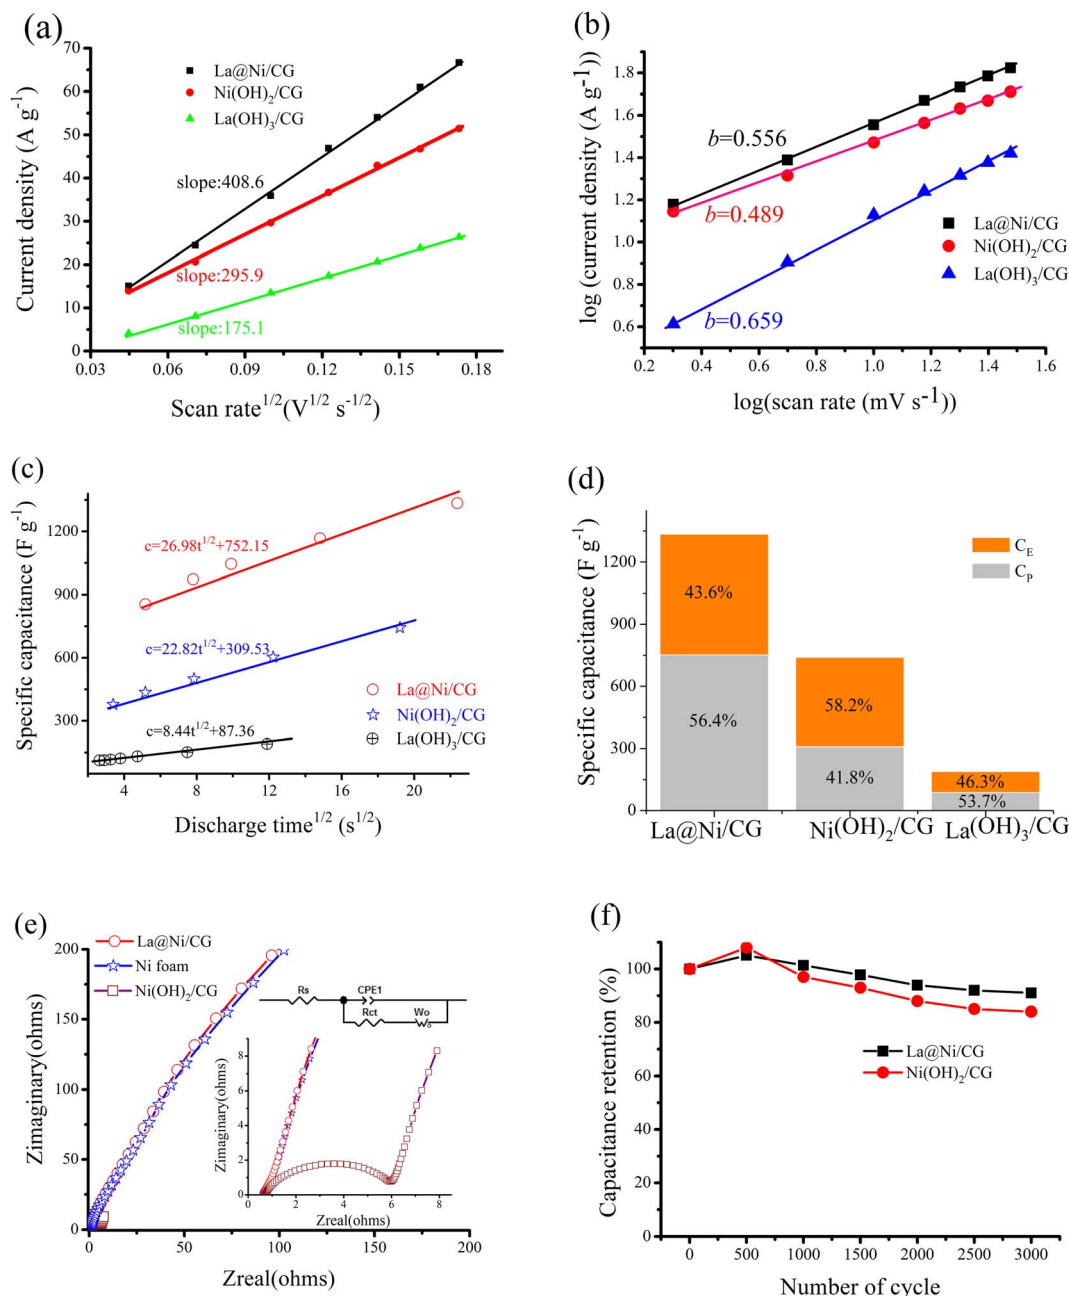 (a)
70
60
50
40
30
20
10
0
Current density (A g⁻¹)
La@Ni/CG
Ni(OH)₂/CG
La(OH)₃/CG
slope:408.6
slope:295.9
slope:175.1
0.03 0.06 0.09 0.12 0.15 0.18
Scan rate¹/²(V¹/² s⁻¹/²)
(b)
1.8
1.6
1.4
1.2
1.0
0.8
0.6
log (current density (A g⁻¹))
b=0.556
b=0.489
b=0.659
La@Ni/CG
Ni(OH)₂/CG
La(OH)₃/CG
0.2 0.4 0.6 0.8 1.0 1.2 1.4 1.6
log(scan rate (mV s⁻¹))
(c)
1200
900
600
300
Specific capacitance (F g⁻¹)
c=26.98t¹/²+752.15
c=22.82t¹/²+309.53
c=8.44t¹/²+87.36
La@Ni/CG
Ni(OH)₂/CG
La(OH)₃/CG
4 8 12 16 20
Discharge time¹/² (s¹/²)
(d)
1200
900
600
300
0
Specific capacitance (F g⁻¹)
C_E
C_P
43.6%
56.4%
58.2%
41.8%
46.3%
53.7%
La@Ni/CG Ni(OH)₂/CG La(OH)₃/CG
(e)
200
150
100
50
0
Zimaginary(ohms)
La@Ni/CG
Ni foam
Ni(OH)₂/CG
Rs CPE1
Rct Wo
8
6
4
2
0
Zimaginary(ohms)
2 4 6 8
Zreal(ohms)
0 50 100 150 200
Zreal(ohms)
(f)
100
80
60
40
20
0
Capacitance retention (%)
La@Ni/CG
Ni(OH)₂/CG
0 500 1000 1500 2000 2500 3000
Number of cycle